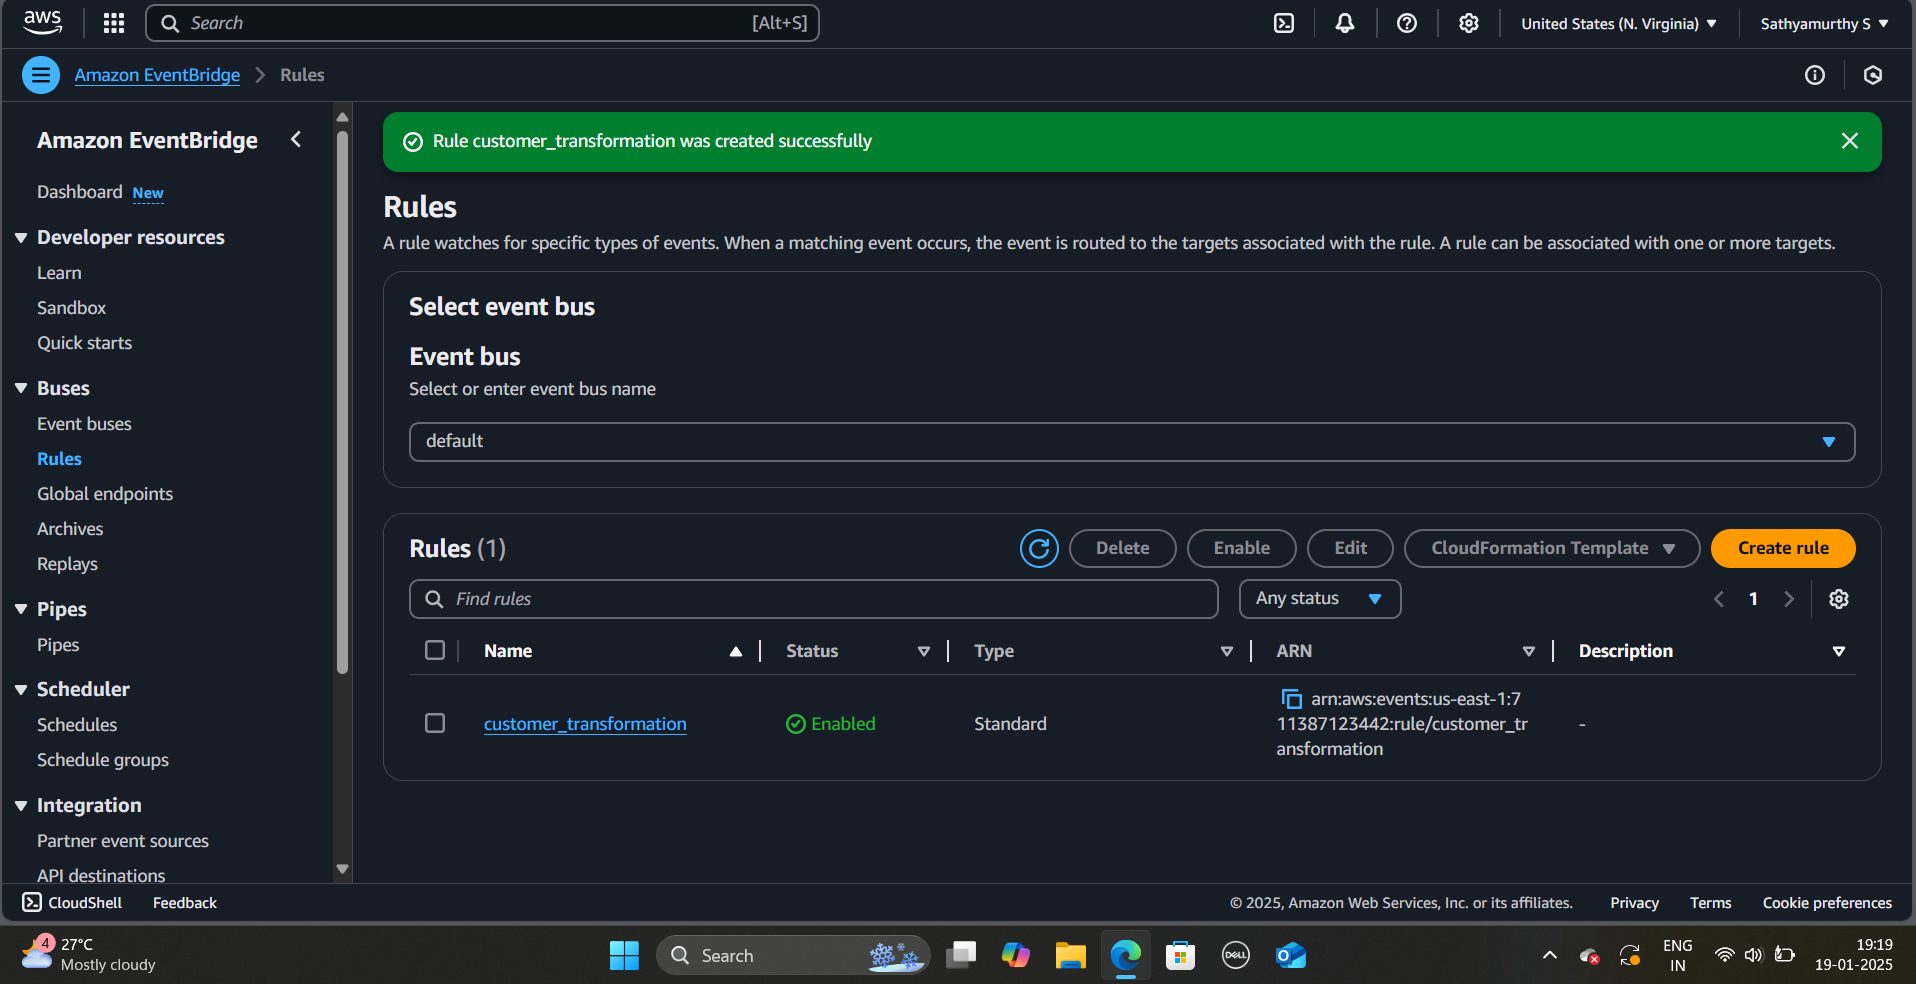 aws
Search [Alt+S]
United States (N. Virginia)
Sathyamurthy S
Amazon EventBridge
Rules
Amazon EventBridge
Dashboard New
Developer resources
Learn
Sandbox
Quick starts
Buses
Event buses
Rules
Global endpoints
Archives
Replays
Pipes
Pipes
Scheduler
Schedules
Schedule groups
Integration
Partner event sources
API destinations
Rule customer_transformation was created successfully
Rules
A rule watches for specific types of events. When a matching event occurs, the event is routed to the targets associated with the rule. A rule can be associated with one or more targets.
Select event bus
Event bus
Select or enter event bus name
default
Rules (1)
Delete
Enable
Edit
CloudFormation Template
Create rule
Find rules
Any status
1
Name Status Type ARN Description
customer_transformation
Enabled
Standard
arn:aws:events:us-east-1:7
11387123442:rule/customer_tr
ansformation
-
CloudShell Feedback
© 2025, Amazon Web Services, Inc. or its affiliates. Privacy Terms Cookie preferences
4
27°C
Mostly cloudy
Search
DELL
O
ENG
IN
19:19
19-01-2025